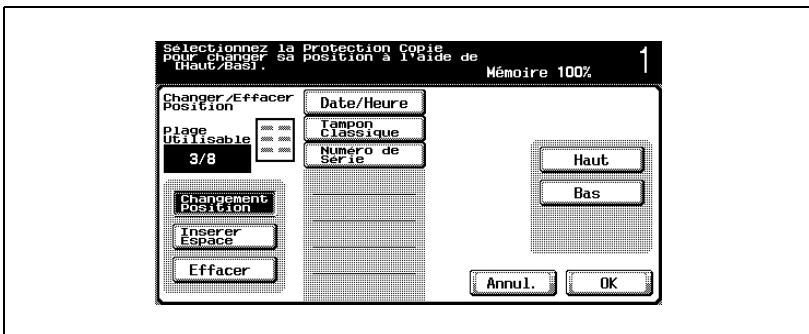 Sélectionnez la Protection Copie
pour changer sa position à l'aide de
[Haut/Bas].
Mémoire 100%
1
Changer/Effacer
Position
Plage
Utilisable
3/8
Changement
Position
Inserer
Espace
Effacer
Date/Heure
Tampon
Classique
Numéro de
Série
Haut
Bas
Annul.
OK